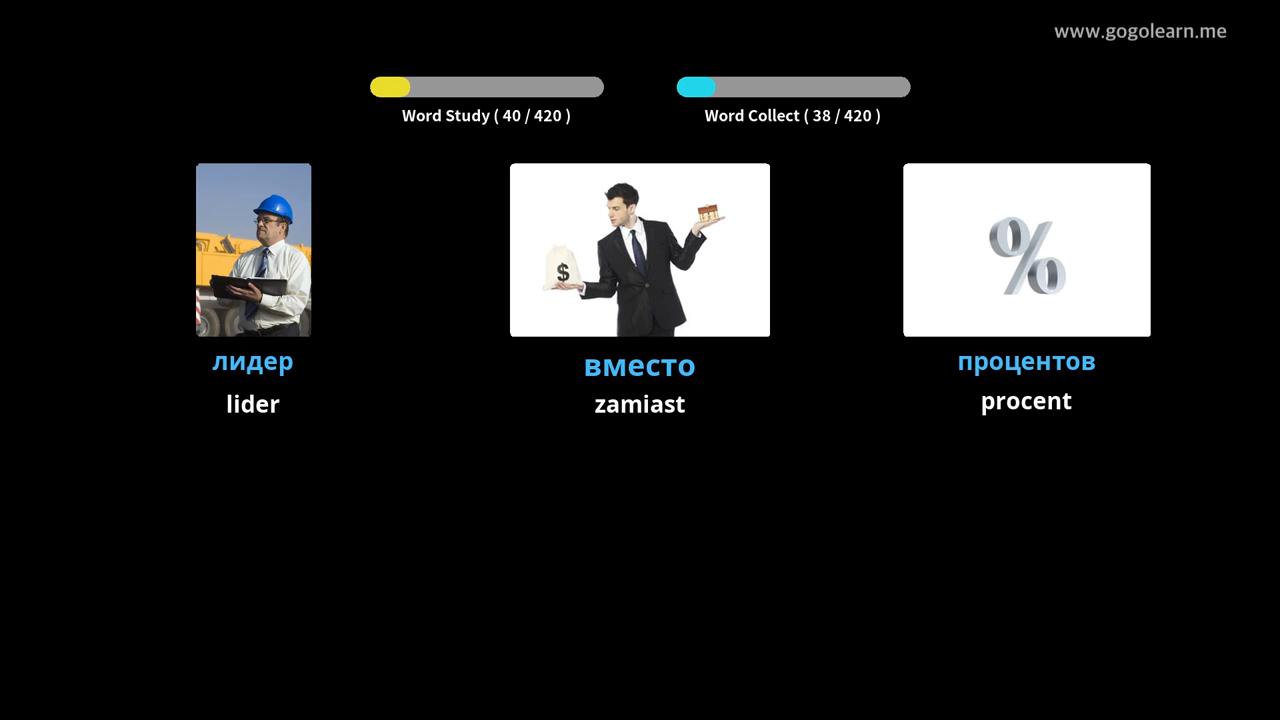 www.gogolearn.me
Word Study ( 40 / 420 )
Word Collect ( 38 / 420 )
$
%
лидер
вместо
процентов
lider
zamiast
procent